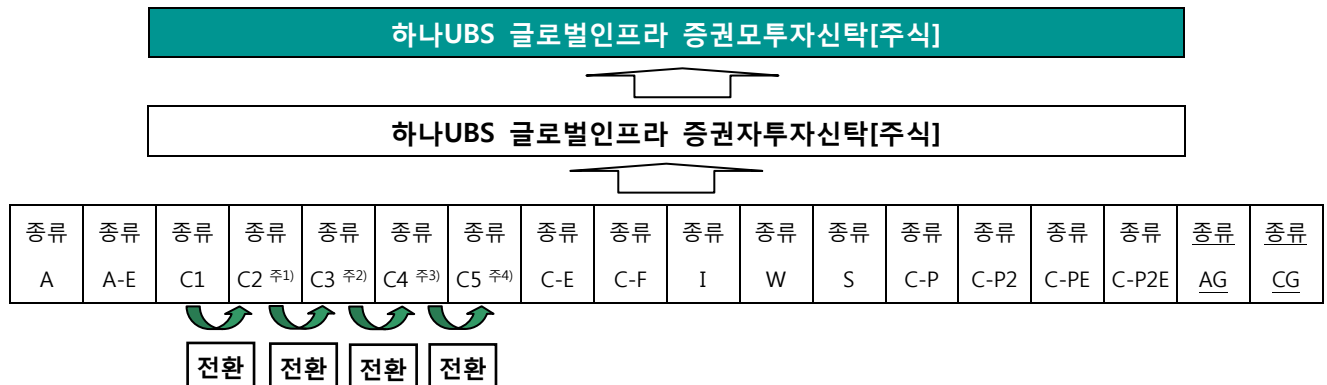 하나UBS 글로벌인프라 증권모투자신탁[주식]
하나UBS 글로벌인프라 증권자투자신탁[주식]
종류 종류 종류 종류 종류 종류 종류 종류 종류 종류 종류 종류 종류 종류 종류 종류 종류 종류
A A-E C1 C2 주1) C3 주2) C4 주3) C5 주4) C-E C-F I W S C-P C-P2 C-PE C-P2E AG CG
전환 전환 전환 전환